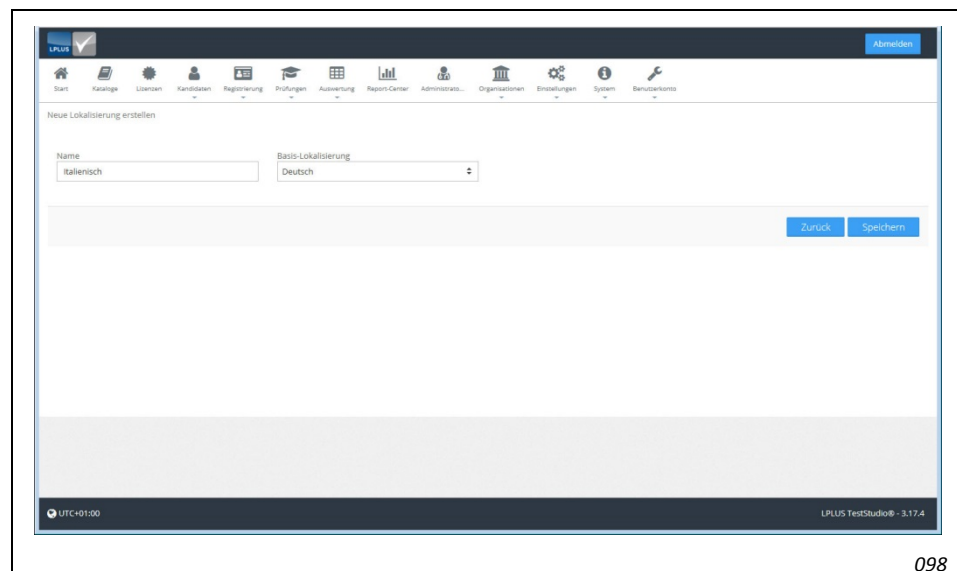 LPLUS
Abmelden
Start Kataloge Lizenzen Kandidaten Registrierung Prüfungen Auswertung Report-Center Administrato... Organisationen Einstellungen System Benutzerkonto
Neue Lokalisierung erstellen
Name Basis-Lokalisierung
Italienisch Deutsch
Zurück Speichern
UTC+01:00 LPLUS TestStudio® - 3.17.4
098